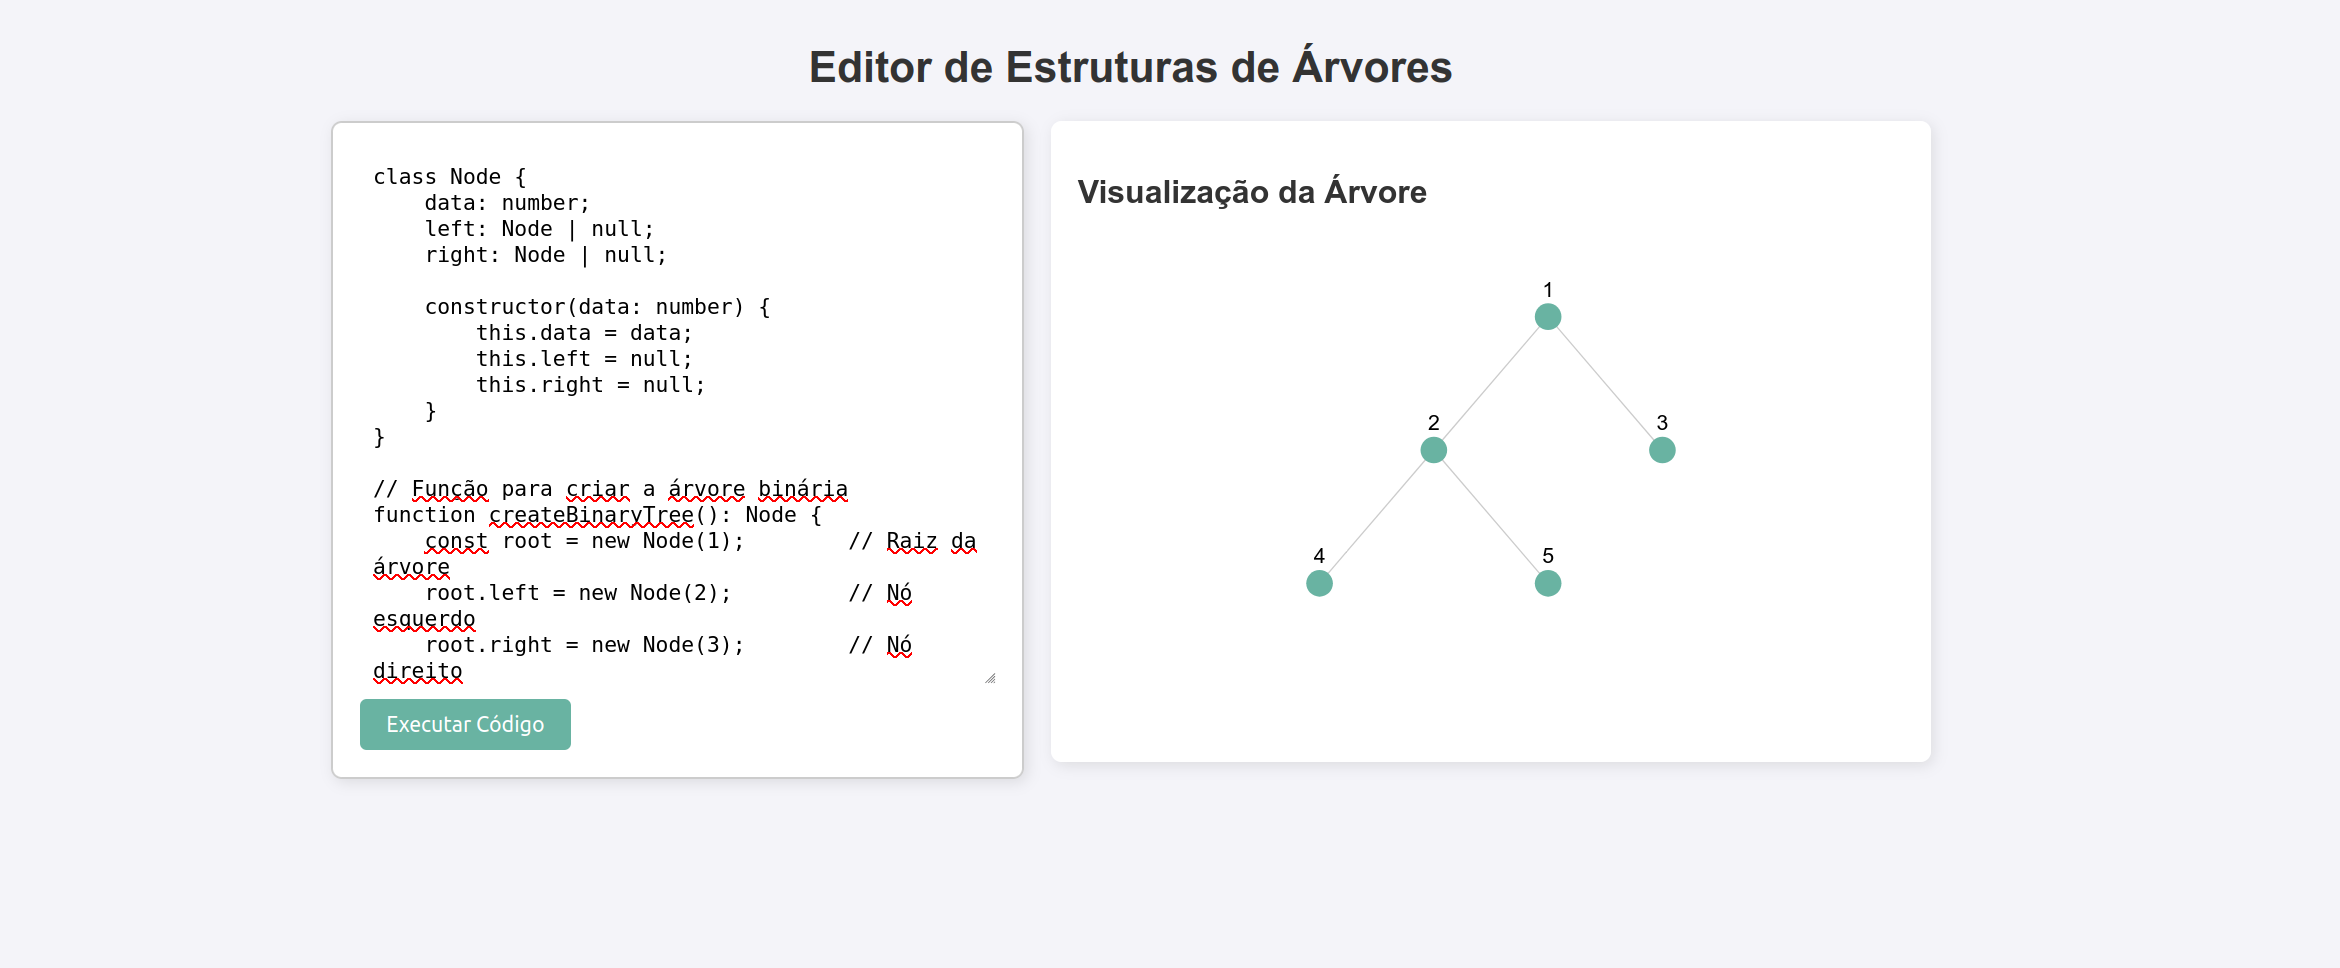 Editor de Estruturas de Árvores
class Node {
    data: number;
    left: Node | null;
    right: Node | null;
    constructor(data: number) {
        this.data = data;
        this.left = null;
        this.right = null;
    }
}
// Função para criar a árvore binária
function createBinaryTree(): Node {
    const root = new Node(1);        // Raiz da
árvore
    root.left = new Node(2);         // Nó
esquerdo
    root.right = new Node(3);        // Nó
direito
Executar Código
Visualização da Árvore
1
2
3
4
5